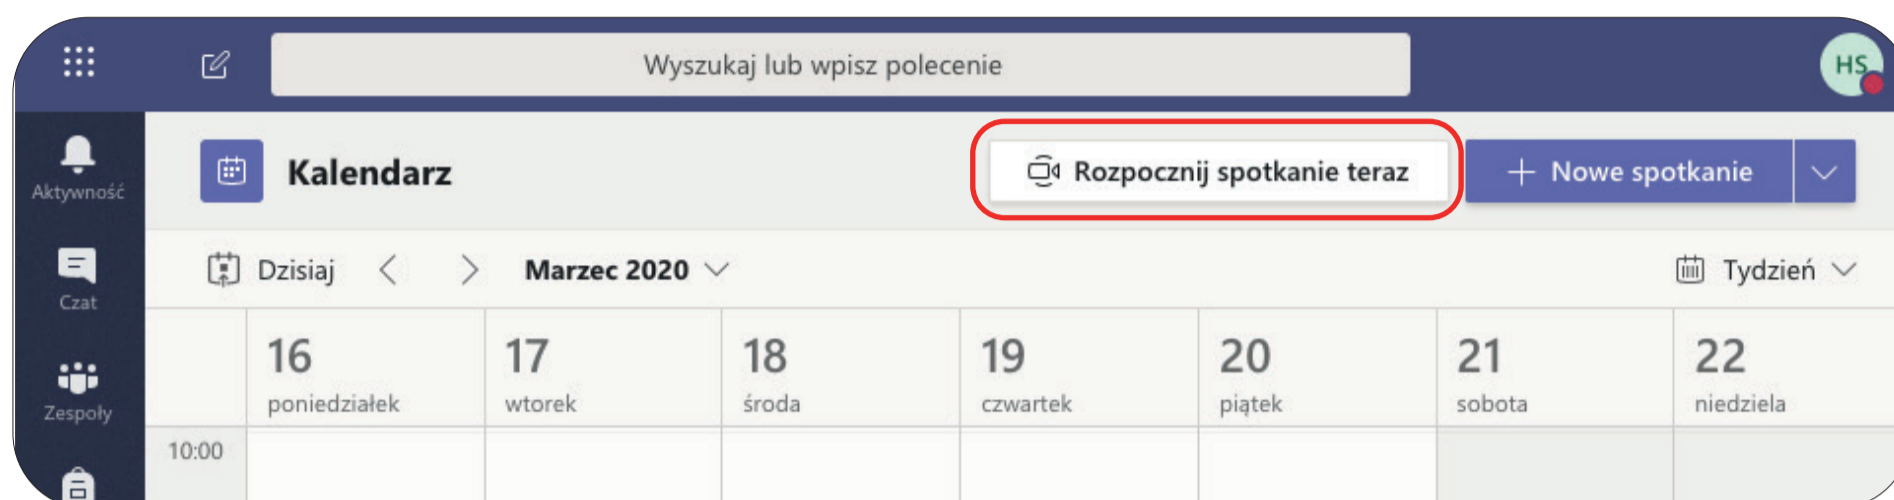 Wyszukaj lub wpisz polecenie
HS
Aktywność
Kalendarz
Rozpocznij spotkanie teraz
+ Nowe spotkanie
Czat
Dzisiaj
Marzec 2020
Tydzień
Zespoły
16
17
18
19
20
21
22
poniedziałek
wtorek
środa
czwartek
piątek
sobota
niedziela
10:00